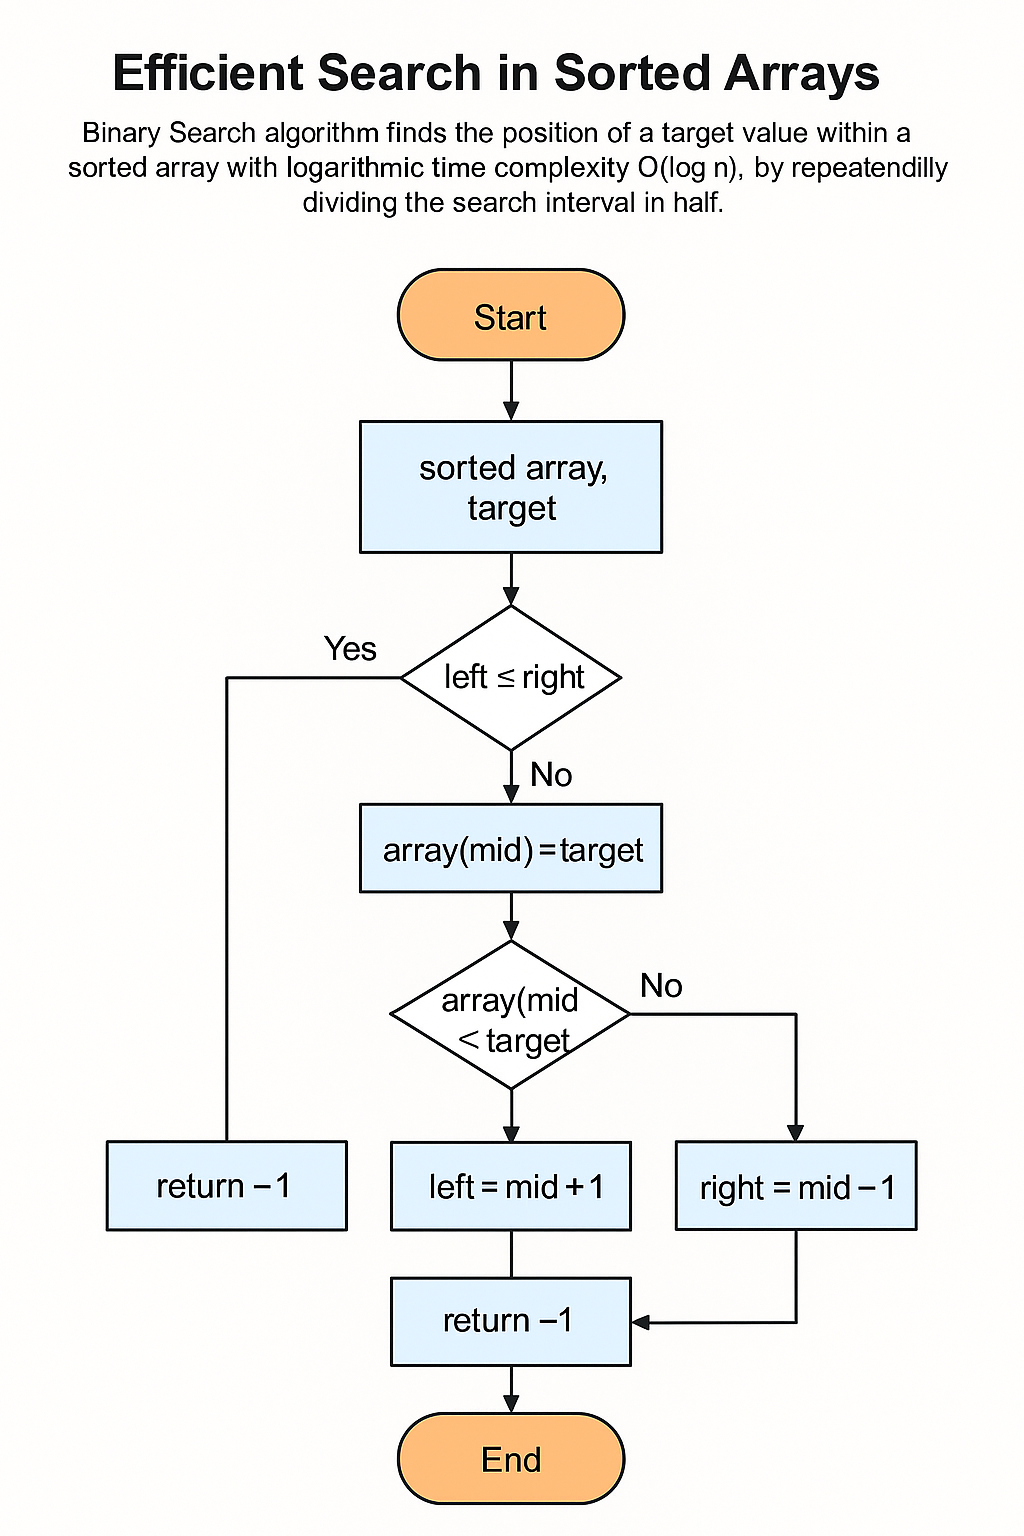 Efficient Search in Sorted Arrays
Binary Search algorithm finds the position of a target value within a
sorted array with logarithmic time complexity O(log n), by repeatendilly
dividing the search interval in half.
Start
sorted array,
target
Yes
left ≤ right
No
array(mid) = target
array(mid
< target
No
return −1
left = mid + 1
right = mid − 1
return −1
End